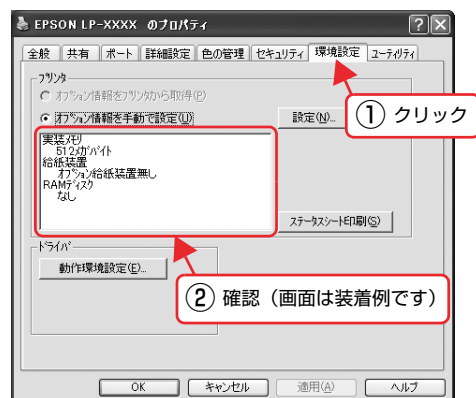 EPSON LP-XXXX のプロパティ
全般 共有 ポート 詳細設定 色の管理 セキュリティ 環境設定 ユーティリティ
プリンタ
オプション情報をプリンタから取得(P)
オプション情報を手動で設定(U) 設定(N)...
① クリック
実装メモリ
512メガバイト
給紙装置
オプション給紙装置無し
RAMディスク
なし
ステータスシート印刷(S)
ドライバ
動作環境設定(E)...
② 確認（画面は装着例です）
OK キャンセル 適用(A) ヘルプ